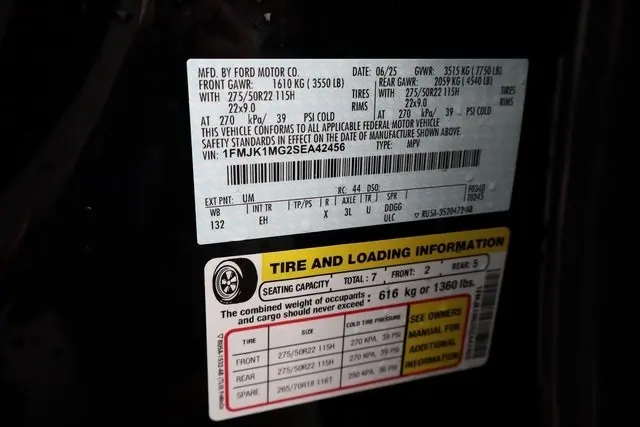 MFD. BY FORD MOTOR CO.
DATE: 06/25 GVWR: 3515 KG (7750 LB)
FRONT GAWR: 1610 KG (3550 LB) REAR GAWR: 2059 KG (4540 LB)
WITH 275/50R22 115H TIRES WITH 275/50R22 115H TIRES
22x9.0 RIMS 22x9.0 RIMS
AT 270 kPa/ 39 PSI COLD AT 270 kPa/ 39 PSI COLD
THIS VEHICLE CONFORMS TO ALL APPLICABLE FEDERAL MOTOR VEHICLE
SAFETY STANDARDS IN EFFECT ON THE DATE OF MANUFACTURE SHOWN ABOVE.
VIN: 1FMJK1MG2SEA42456 TYPE: MPV
EXT PNT: UM RC: 44 DSO:
WB INT TR TP/PS R AXLE TR SPR
132 EH X 3L U DDGG
ULC
TIRE AND LOADING INFORMATION
SEATING CAPACITY TOTAL: 7 FRONT: 2 REAR: 5
The combined weight of occupants and cargo should never exceed: 616 kg or 1360 lbs.
TIRE SIZE COLD TIRE PRESSURE
FRONT 275/50R22 115H 270 KPA, 39 PSI
REAR 275/50R22 115H 270 KPA, 39 PSI
SPARE 265/70R18 116T 250 KPA, 36 PSI
SEE OWNERS
MANUAL FOR
ADDITIONAL
INFORMATION